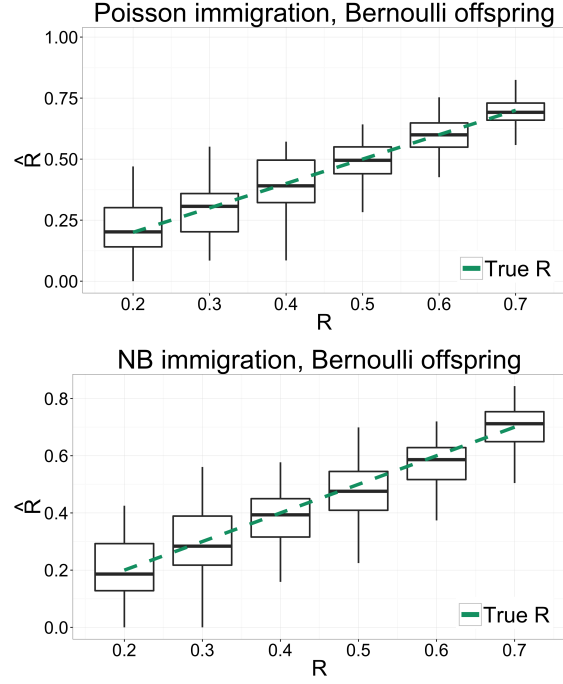 Poisson immigration, Bernoulli offspring
1.00
0.75
0.50
0.25
0.00
R̂
True R
0.2 0.3 0.4 0.5 0.6 0.7
R
NB immigration, Bernoulli offspring
0.8
0.6
0.4
0.2
0.0
R̂
True R
0.2 0.3 0.4 0.5 0.6 0.7
R